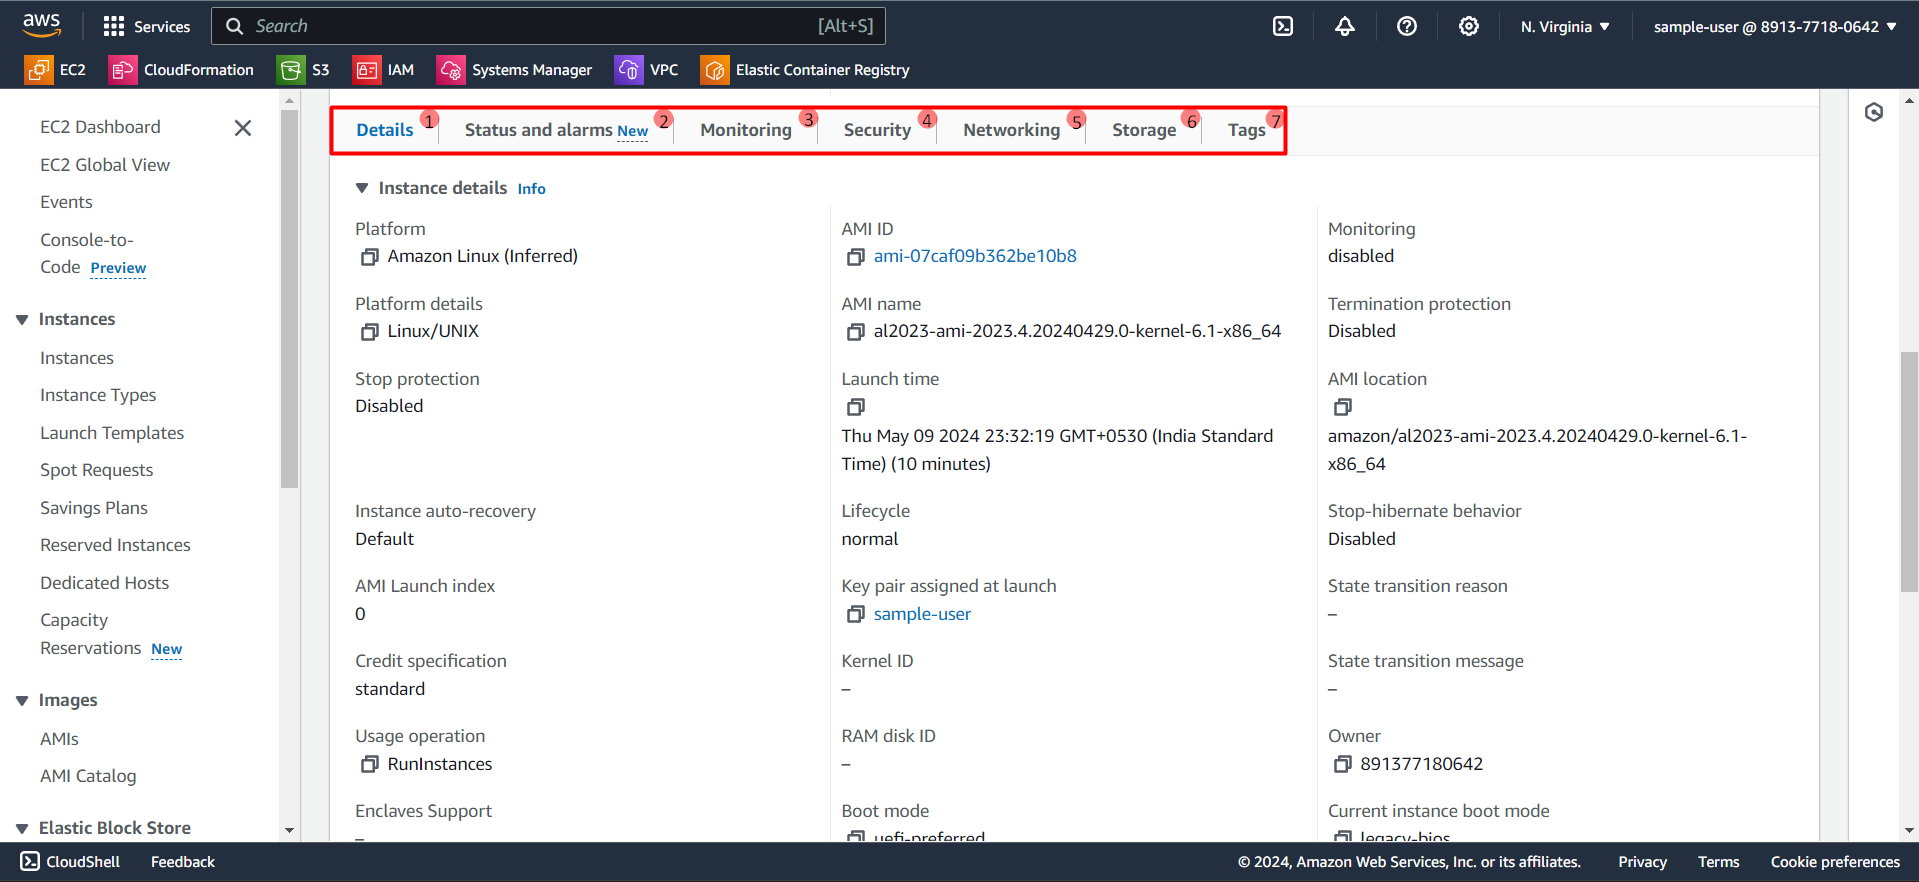 aws Services Search [Alt+S] N. Virginia sample-user @ 8913-7718-0642
EC2 CloudFormation S3 IAM Systems Manager VPC Elastic Container Registry
EC2 Dashboard
EC2 Global View
Events
Console-to-
Code Preview
Instances
Instances
Instance Types
Launch Templates
Spot Requests
Savings Plans
Reserved Instances
Dedicated Hosts
Capacity
Reservations New
Images
AMIs
AMI Catalog
Elastic Block Store
Details 1 Status and alarms New 2 Monitoring 3 Security 4 Networking 5 Storage 6 Tags 7
Instance details Info
Platform
Amazon Linux (Inferred)
AMI ID
ami-07caf09b362be10b8
Monitoring
disabled
Platform details
Linux/UNIX
AMI name
al2023-ami-2023.4.20240429.0-kernel-6.1-x86_64
Termination protection
Disabled
Stop protection
Disabled
Launch time
Thu May 09 2024 23:32:19 GMT+0530 (India Standard
Time) (10 minutes)
AMI location
amazon/al2023-ami-2023.4.20240429.0-kernel-6.1-
x86_64
Instance auto-recovery
Default
Lifecycle
normal
Stop-hibernate behavior
Disabled
AMI Launch index
0
Key pair assigned at launch
sample-user
State transition reason
–
Credit specification
standard
Kernel ID
–
State transition message
–
Usage operation
RunInstances
RAM disk ID
–
Owner
891377180642
Enclaves Support
–
Boot mode
uefi-preferred
Current instance boot mode
legacy-bios
CloudShell Feedback © 2024, Amazon Web Services, Inc. or its affiliates. Privacy Terms Cookie preferences